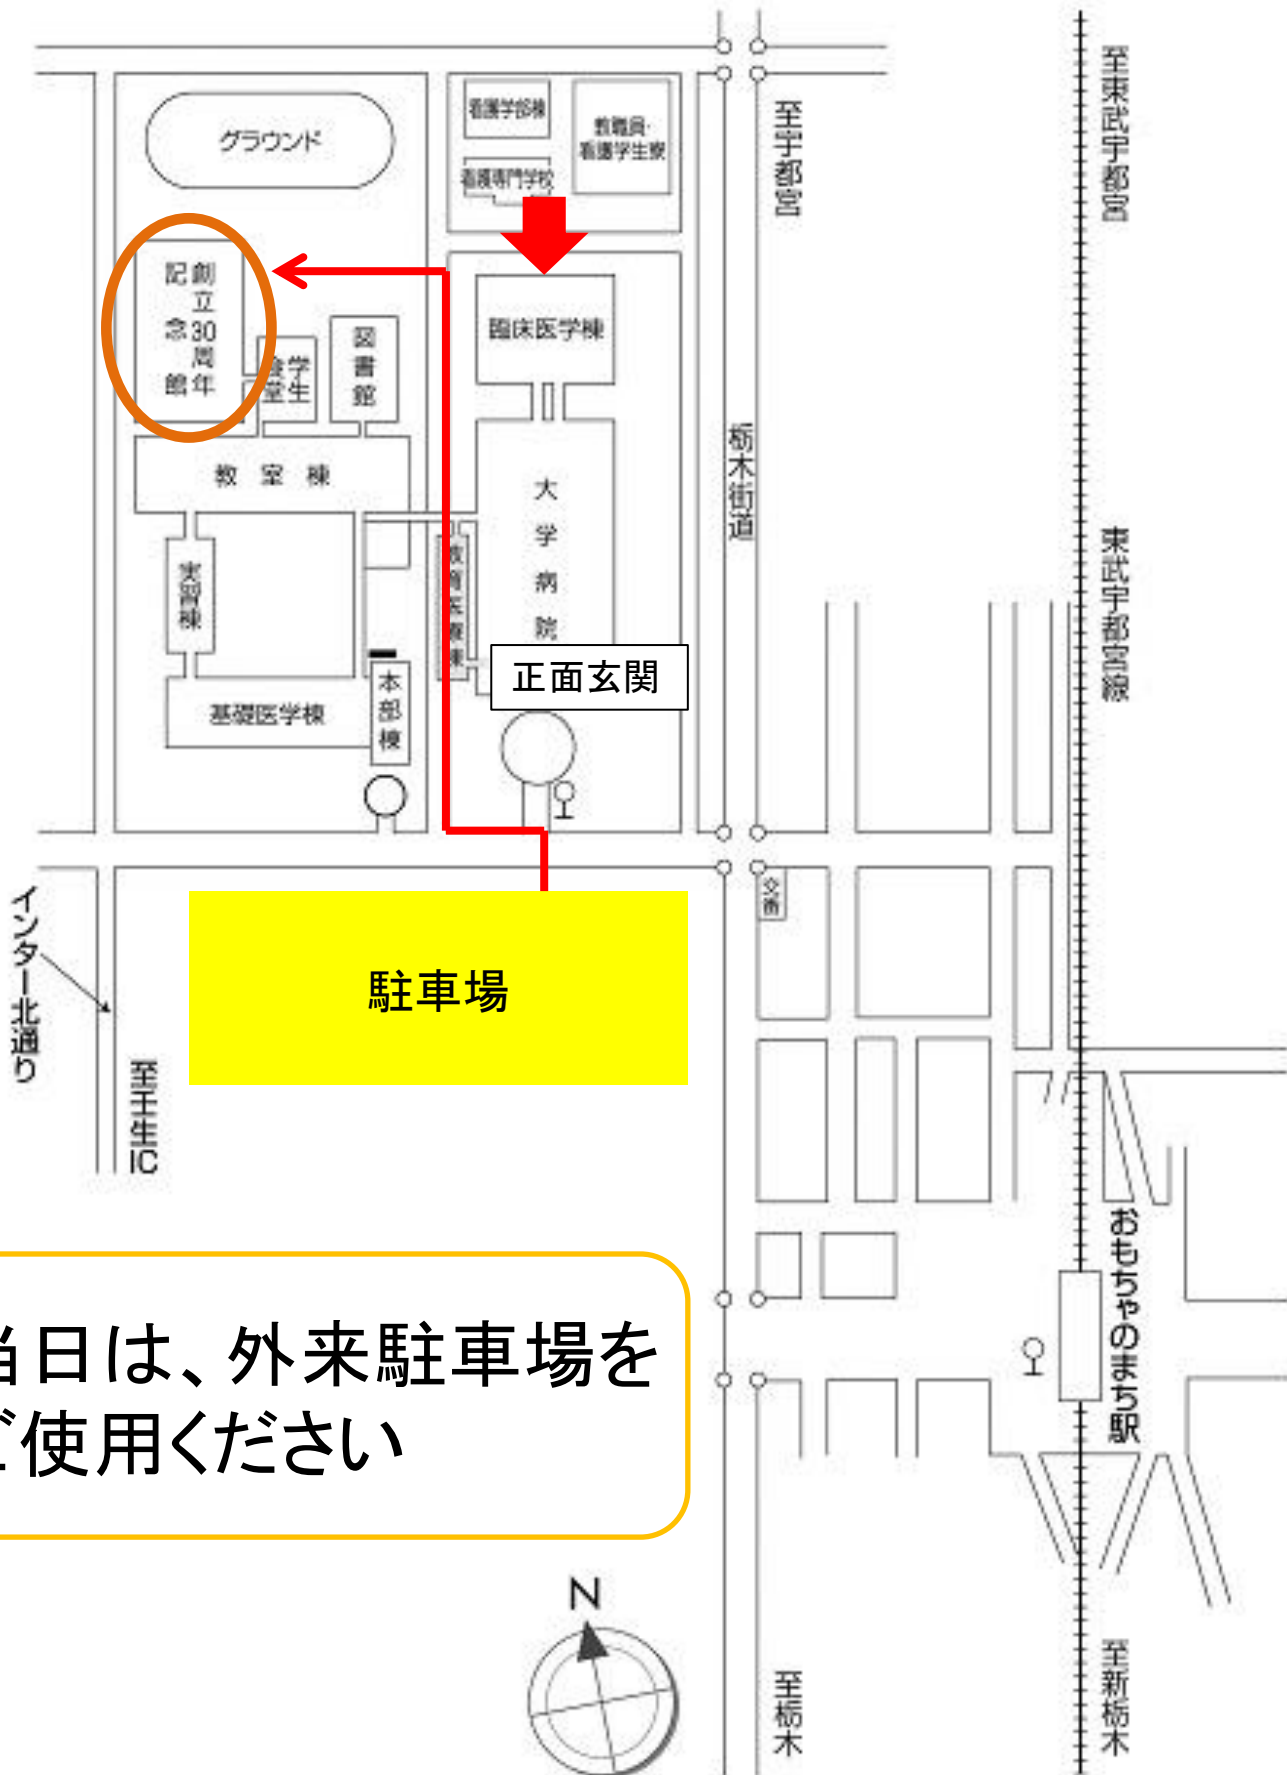 至東武宇都宮
至宇都宮
グラウンド
看護学部棟
教職員・
看護学生寮
看護専門学校
創立30周年
記念館
学生
食堂
図書館
臨床医学棟
教室棟
大学病院
栃木街道
東武宇都宮線
実習棟
教育医療棟
正面玄関
本部棟
基礎医学棟
交番
インター北通り
駐車場
至壬生IC
おもちゃのまち駅
当日は、外来駐車場を
ご使用ください
N
至栃木
至新栃木